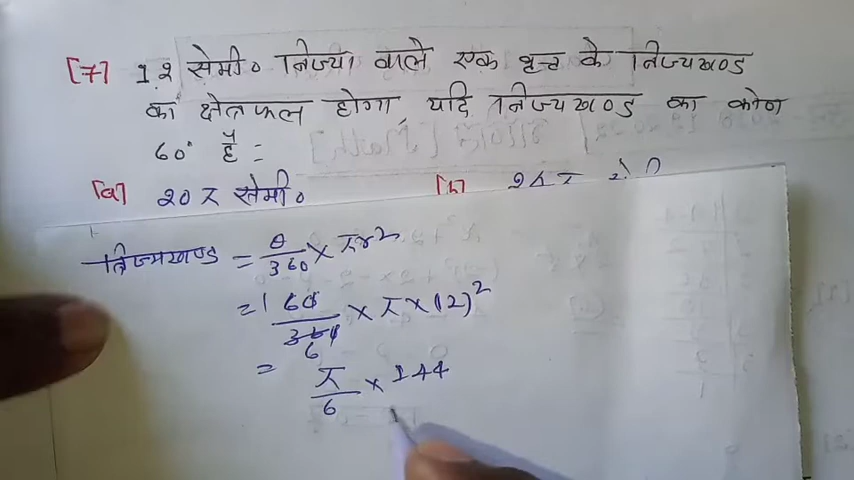 [7] 12 सेमी० त्रिज्या वाले एक वृत्त के त्रिज्यखण्ड
का क्षेत्रफल होगा, यदि त्रिज्यखण्ड का कोण
60° है :
[a] 20π सेमी०
त्रिज्यखण्ड = θ/360 × πr²
= 60/360 × π × (12)²
6
= π/6 × 144